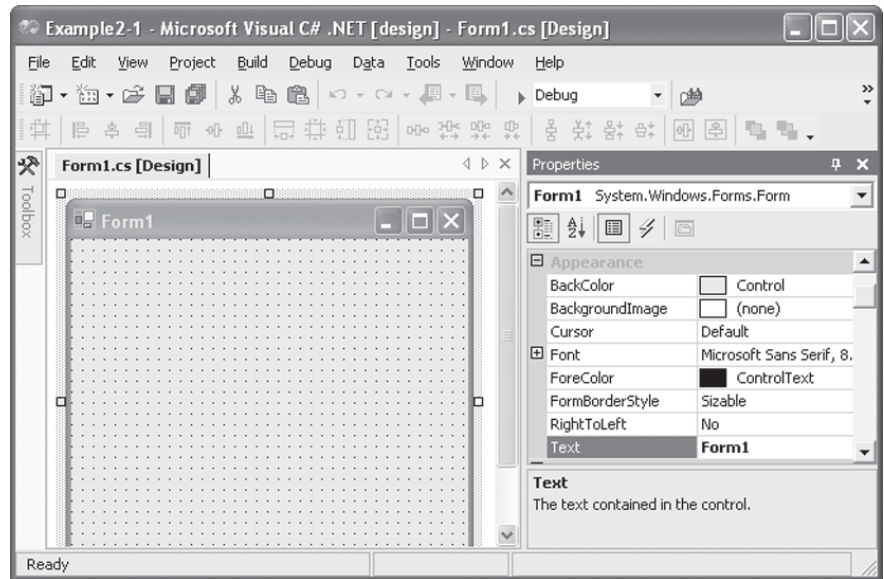 Example2-1 - Microsoft Visual C# .NET [design] - Form1.cs [Design]
File Edit View Project Build Debug Data Tools Window Help
Debug
Form1.cs [Design]
Toolbox
Form1
Properties
Form1 System.Windows.Forms.Form
Appearance
BackColor Control
BackgroundImage (none)
Cursor Default
Font Microsoft Sans Serif, 8.
ForeColor ControlText
FormBorderStyle Sizable
RightToLeft No
Text Form1
Text
The text contained in the control.
Ready